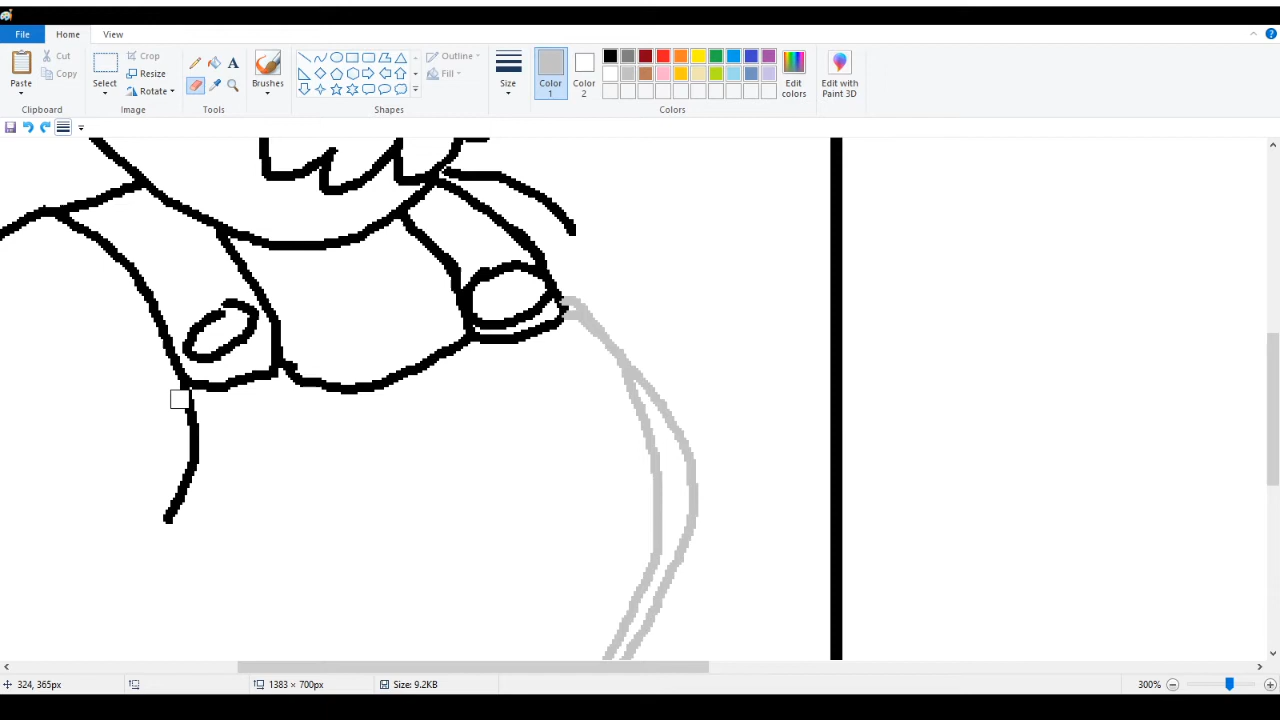 File Home View
Paste Cut Copy Select Crop Resize Rotate A Brushes Outline Fill Size Color 1 Color 2 Edit colors Edit with Paint 3D
Clipboard Image Tools Shapes Colors
324, 365px 1383 × 700px Size: 9.2KB 300%